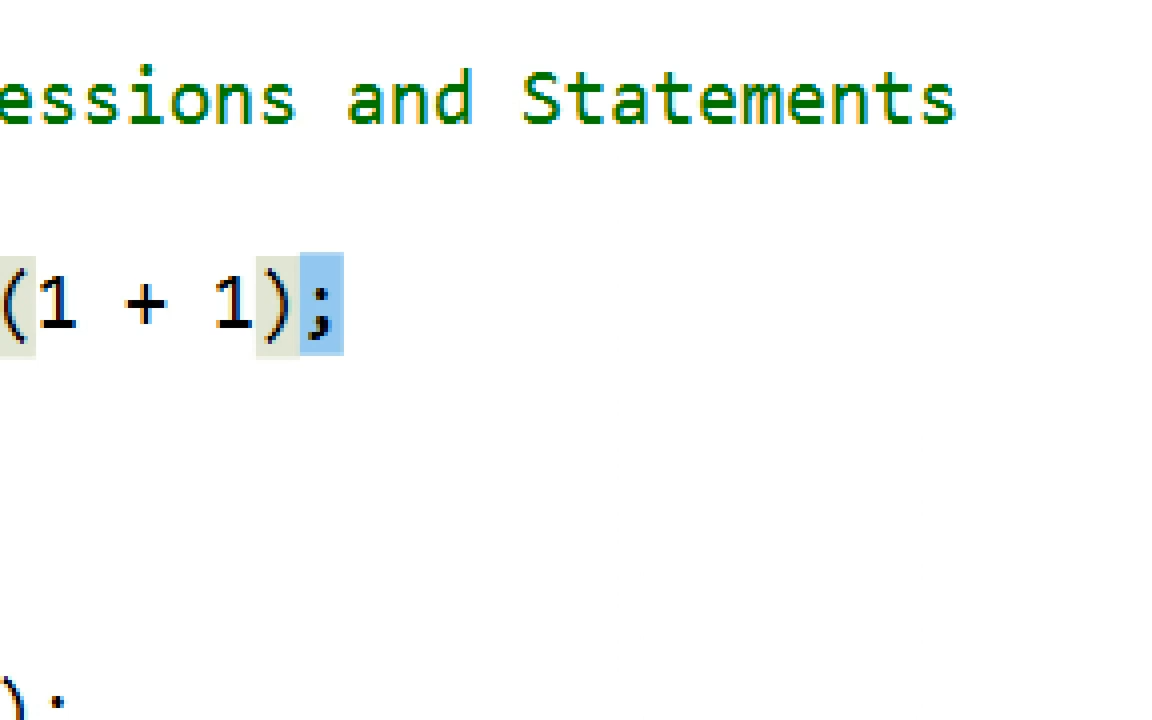 essions and Statements
(1 + 1);